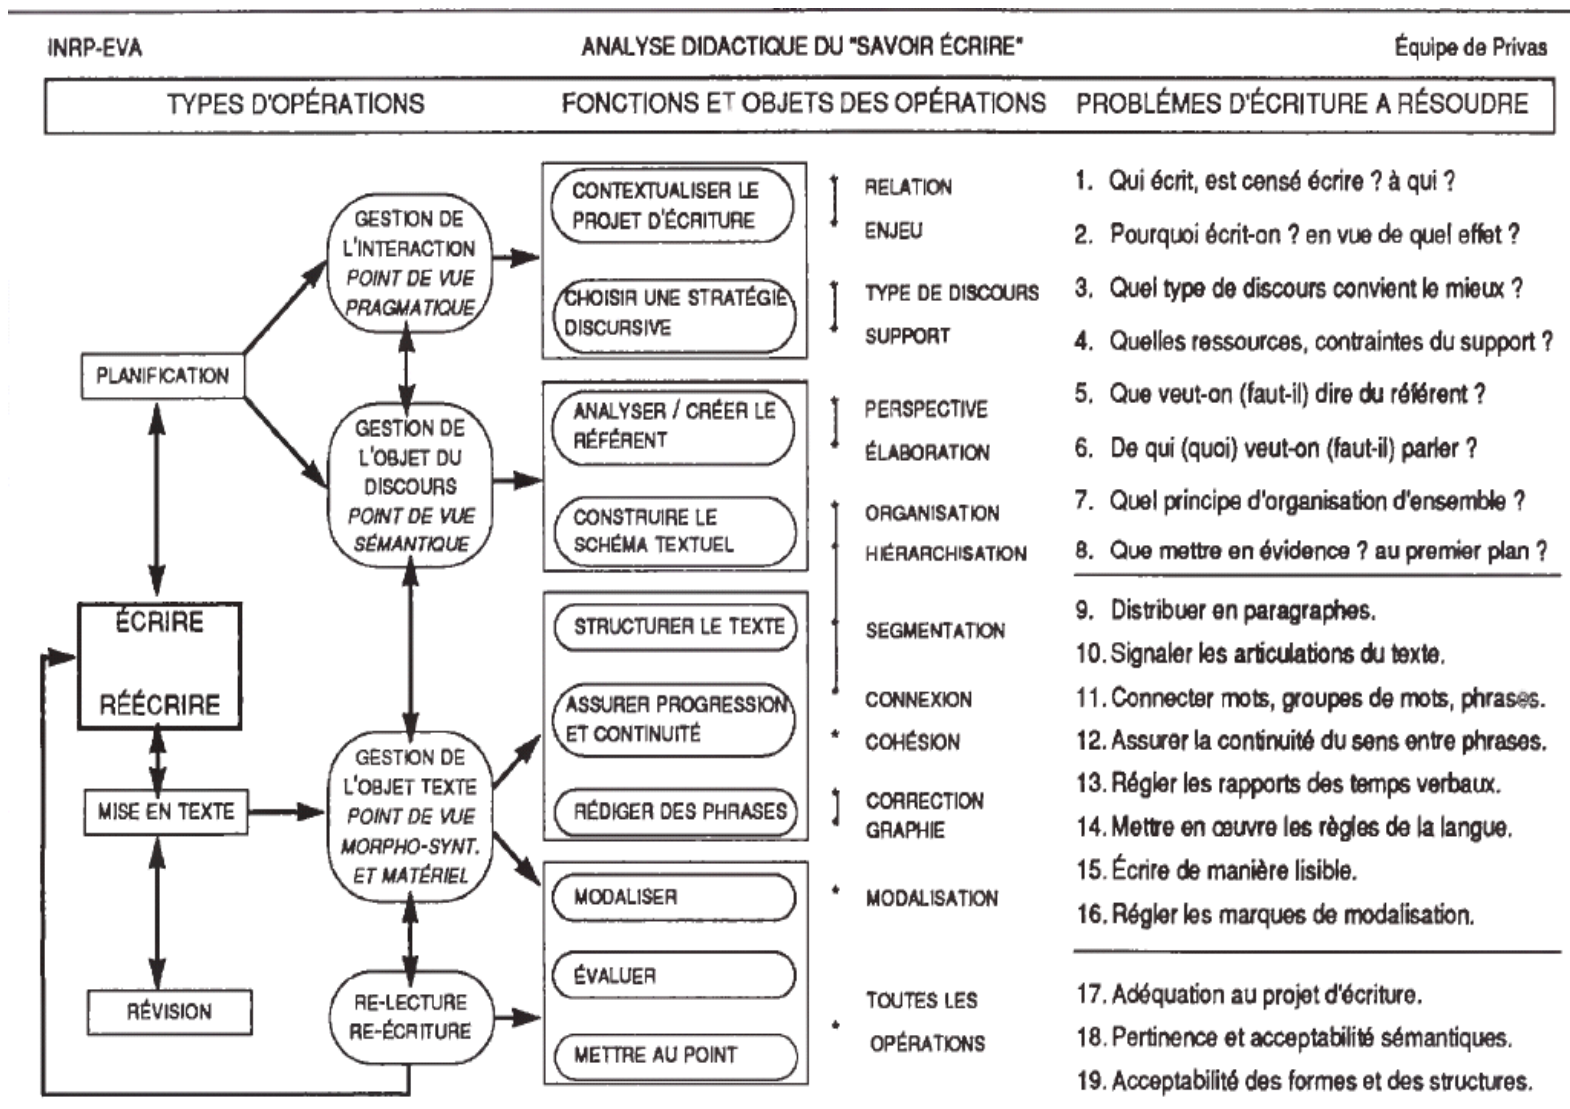 INRP-EVA
ANALYSE DIDACTIQUE DU "SAVOIR ÉCRIRE"
Équipe de Privas
TYPES D'OPÉRATIONS
FONCTIONS ET OBJETS DES OPÉRATIONS
PROBLÉMES D'ÉCRITURE A RÉSOUDRE
PLANIFICATION
ÉCRIRE
RÉÉCRIRE
MISE EN TEXTE
RÉVISION
GESTION DE
L'INTERACTION
POINT DE VUE
PRAGMATIQUE
GESTION DE
L'OBJET DU
DISCOURS
POINT DE VUE
SÉMANTIQUE
GESTION DE
L'OBJET TEXTE
POINT DE VUE
MORPHO-SYNT.
ET MATÉRIEL
RE-LECTURE
RE-ÉCRITURE
CONTEXTUALISER LE
PROJET D'ÉCRITURE
CHOISIR UNE STRATÉGIE
DISCURSIVE
ANALYSER / CRÉER LE
RÉFÉRENT
CONSTRUIRE LE
SCHÉMA TEXTUEL
STRUCTURER LE TEXTE
ASSURER PROGRESSION
ET CONTINUITÉ
RÉDIGER DES PHRASES
MODALISER
ÉVALUER
METTRE AU POINT
RELATION
ENJEU
TYPE DE DISCOURS
SUPPORT
PERSPECTIVE
ÉLABORATION
ORGANISATION
HIÉRARCHISATION
SEGMENTATION
CONNEXION
COHÉSION
CORRECTION
GRAPHIE
MODALISATION
TOUTES LES
OPÉRATIONS
1. Qui écrit, est censé écrire ? à qui ?
2. Pourquoi écrit-on ? en vue de quel effet ?
3. Quel type de discours convient le mieux ?
4. Quelles ressources, contraintes du support ?
5. Que veut-on (faut-il) dire du référent ?
6. De qui (quoi) veut-on (faut-il) parler ?
7. Quel principe d'organisation d'ensemble ?
8. Que mettre en évidence ? au premier plan ?
9. Distribuer en paragraphes.
10. Signaler les articulations du texte.
11. Connecter mots, groupes de mots, phrases.
12. Assurer la continuité du sens entre phrases.
13. Régler les rapports des temps verbaux.
14. Mettre en œuvre les règles de la langue.
15. Écrire de manière lisible.
16. Régler les marques de modalisation.
17. Adéquation au projet d'écriture.
18. Pertinence et acceptabilité sémantiques.
19. Acceptabilité des formes et des structures.